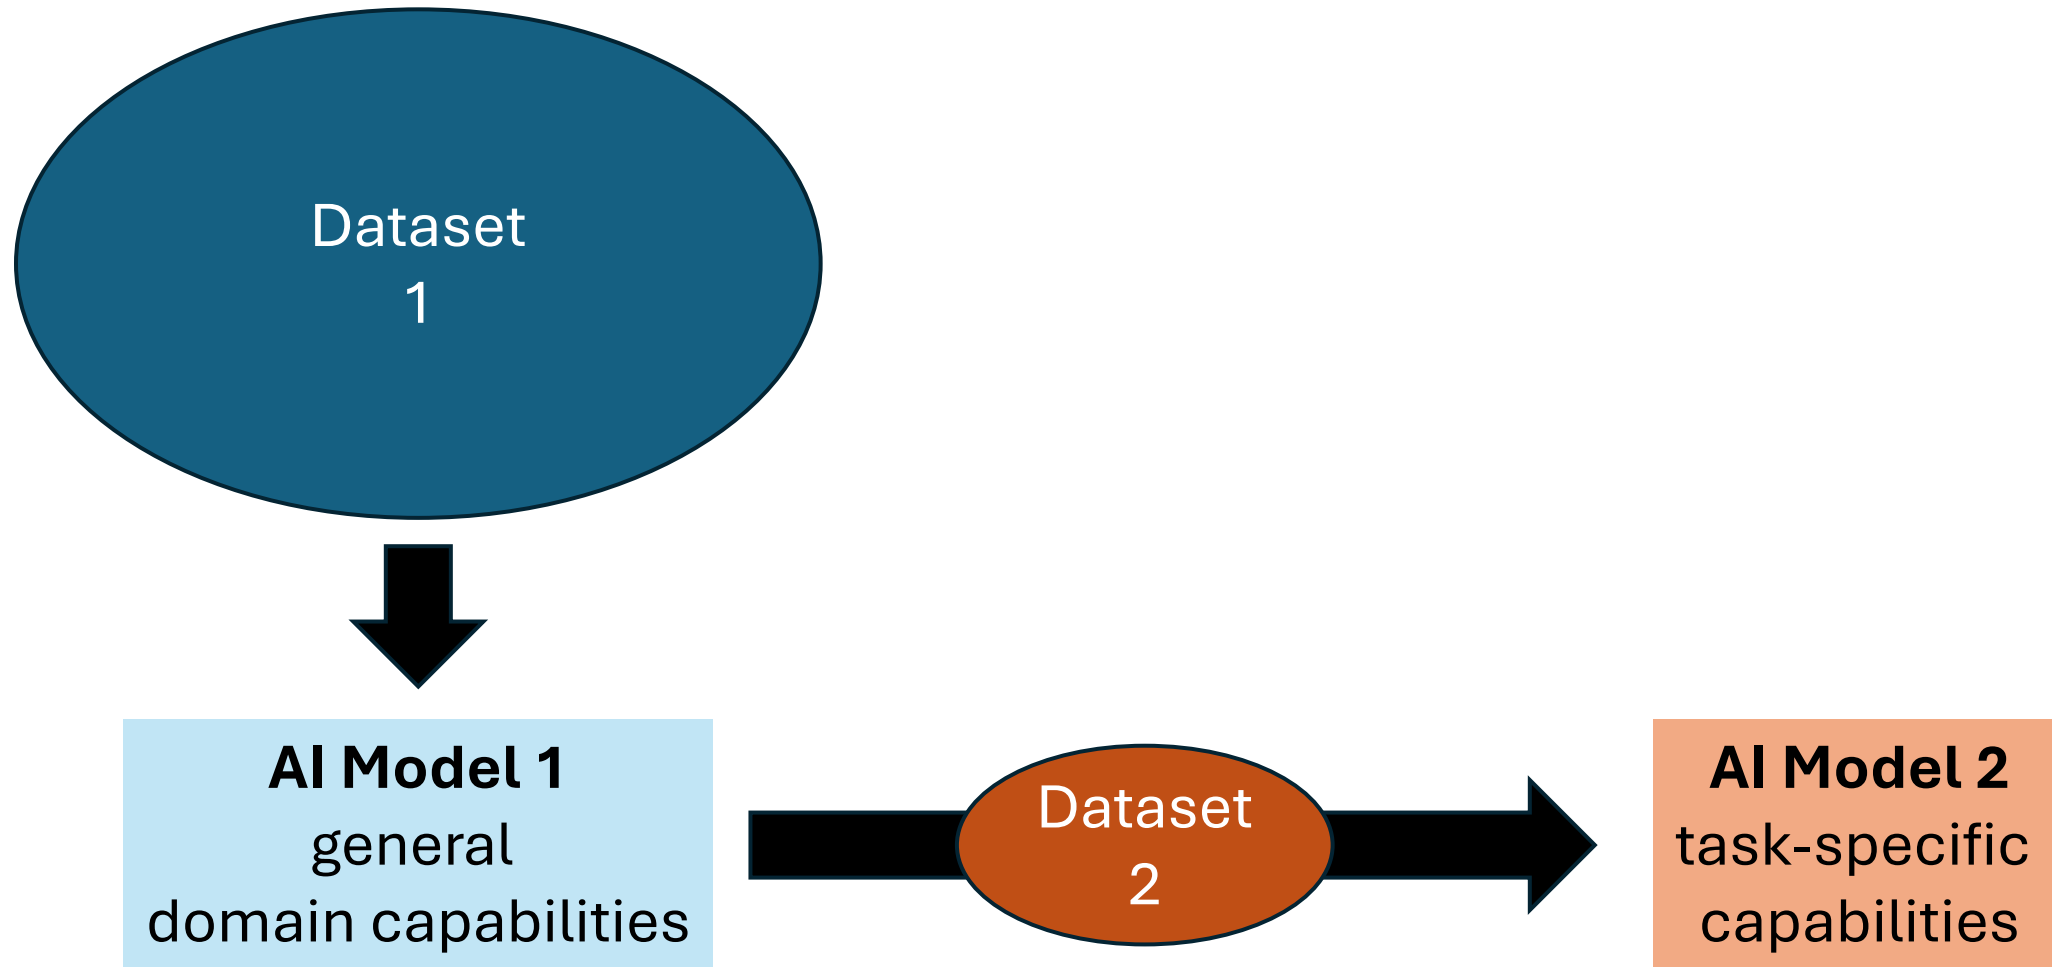 Dataset
1
AI Model 1
general
domain capabilities
Dataset
2
AI Model 2
task-specific
capabilities